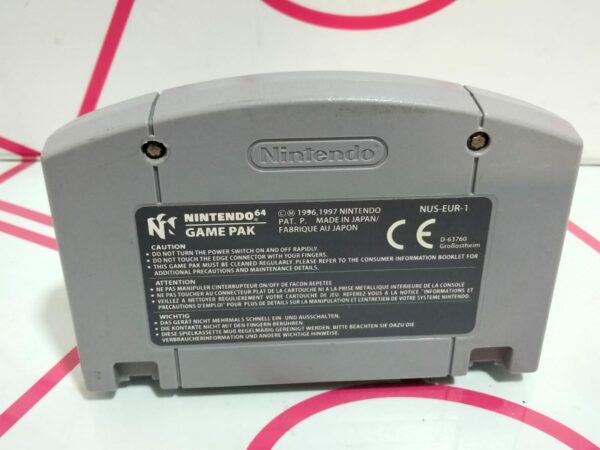 Nintendo
NINTENDO 64
GAME PAK
©Ⓜ 1996,1997 NINTENDO
PAT. P. MADE IN JAPAN/
FABRIQUE AU JAPON
NUS-EUR-1
CE
D-63760
Großostheim
CAUTION
• DO NOT TURN THE POWER SWITCH ON AND OFF RAPIDLY.
• DO NOT TOUCH THE EDGE CONNECTOR WITH YOUR FINGERS.
• THIS GAME PAK MUST BE CLEANED REGULARLY. PLEASE REFER TO THE CONSUMER INFORMATION BOOKLET FOR
ADDITIONAL PRECAUTIONS AND MAINTENANCE DETAILS.
ATTENTION
• NE PAS MANIPULER L'INTERRUPTEUR ON/OFF DE FACON REPETEE
• NE PAS TOUCHER AU CONNECTEUR PLAT DE LA CARTOUCHE NI A LA PRISE METALLIQUE INTERIEURE DE LA CONSOLE
• VEILLEZ A NETTOYER REGULIEREMENT VOTRE CARTOUCHE DE JEU. REFEREZ-VOUS A LA NOTICE "INFORMATIONS ET
PRECAUTIONS D'EMPLOI" POUR PLUS DE DETAILS SUR LA MANIPULATION ET L'ENTRETIEN DE VOTRE SYSTEME NINTENDO.
WICHTIG
• DAS GERÄT NICHT MEHRMALS SCHNELL EIN- UND AUSSCHALTEN.
• DIE KONTAKTE NICHT MIT DEN FINGERN BERÜHREN.
• DIESE SPIELKASSETTE MUß REGELMÄßIG GEREINIGT WERDEN. BITTE BEACHTEN SIE DAZU DIE
VERBRAUCHERINFORMATION UND ANDERE WICHTIGE HINWEISE.